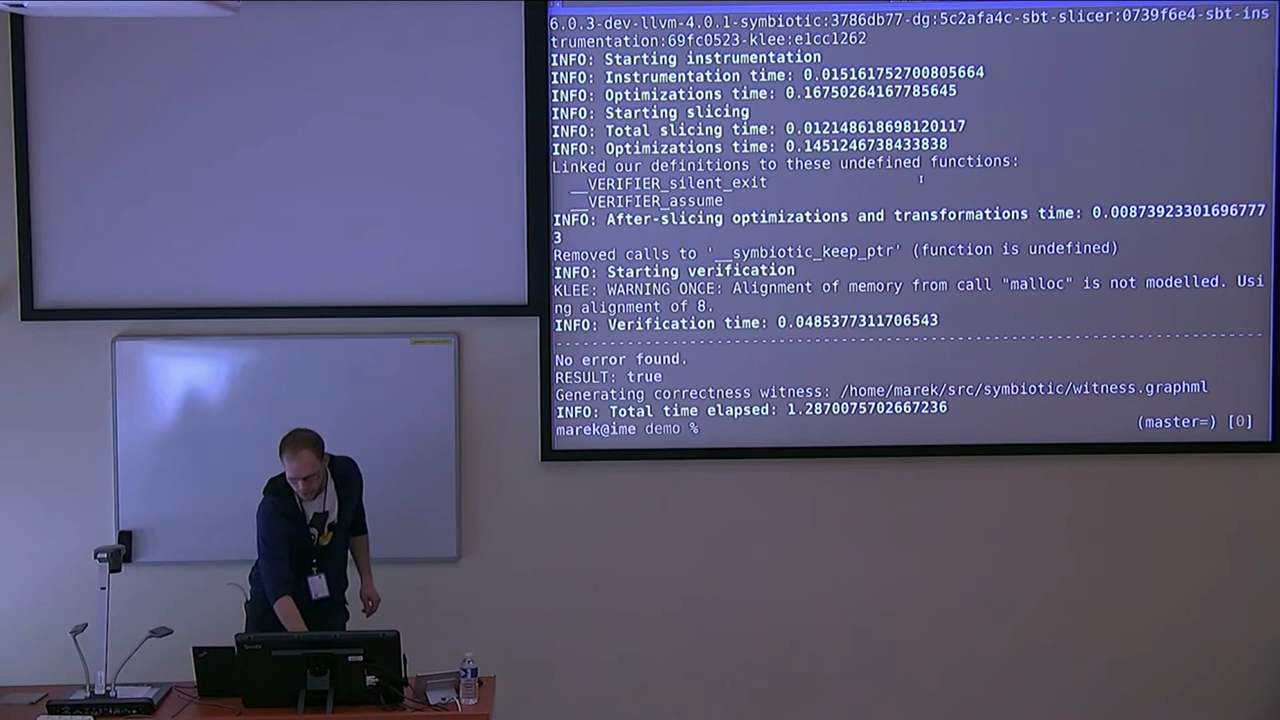 6.0.3-dev-llvm-4.0.1-symbiotic:3786db77-dg:5c2afa4c-sbt-slicer:0739f6e4-sbt-ins
trumentation:69fc0523-klee:e1cc1262
INFO: Starting instrumentation
INFO: Instrumentation time: 0.015161752700805664
INFO: Optimizations time: 0.16750264167785645
INFO: Starting slicing
INFO: Total slicing time: 0.012148618698120117
INFO: Optimizations time: 0.1451246738433838
Linked our definitions to these undefined functions:
__VERIFIER_silent_exit
__VERIFIER_assume
INFO: After-slicing optimizations and transformations time: 0.00873923301696777
3
Removed calls to '__symbiotic_keep_ptr' (function is undefined)
INFO: Starting verification
KLEE: WARNING ONCE: Alignment of memory from call "malloc" is not modelled. Usi
ng alignment of 8.
INFO: Verification time: 0.0485377311706543
-------------------------------------------------------------------------------
No error found.
RESULT: true
Generating correctness witness: /home/marek/src/symbiotic/witness.graphml
INFO: Total time elapsed: 1.2870075702667236
marek@ime demo % (master=) [0]